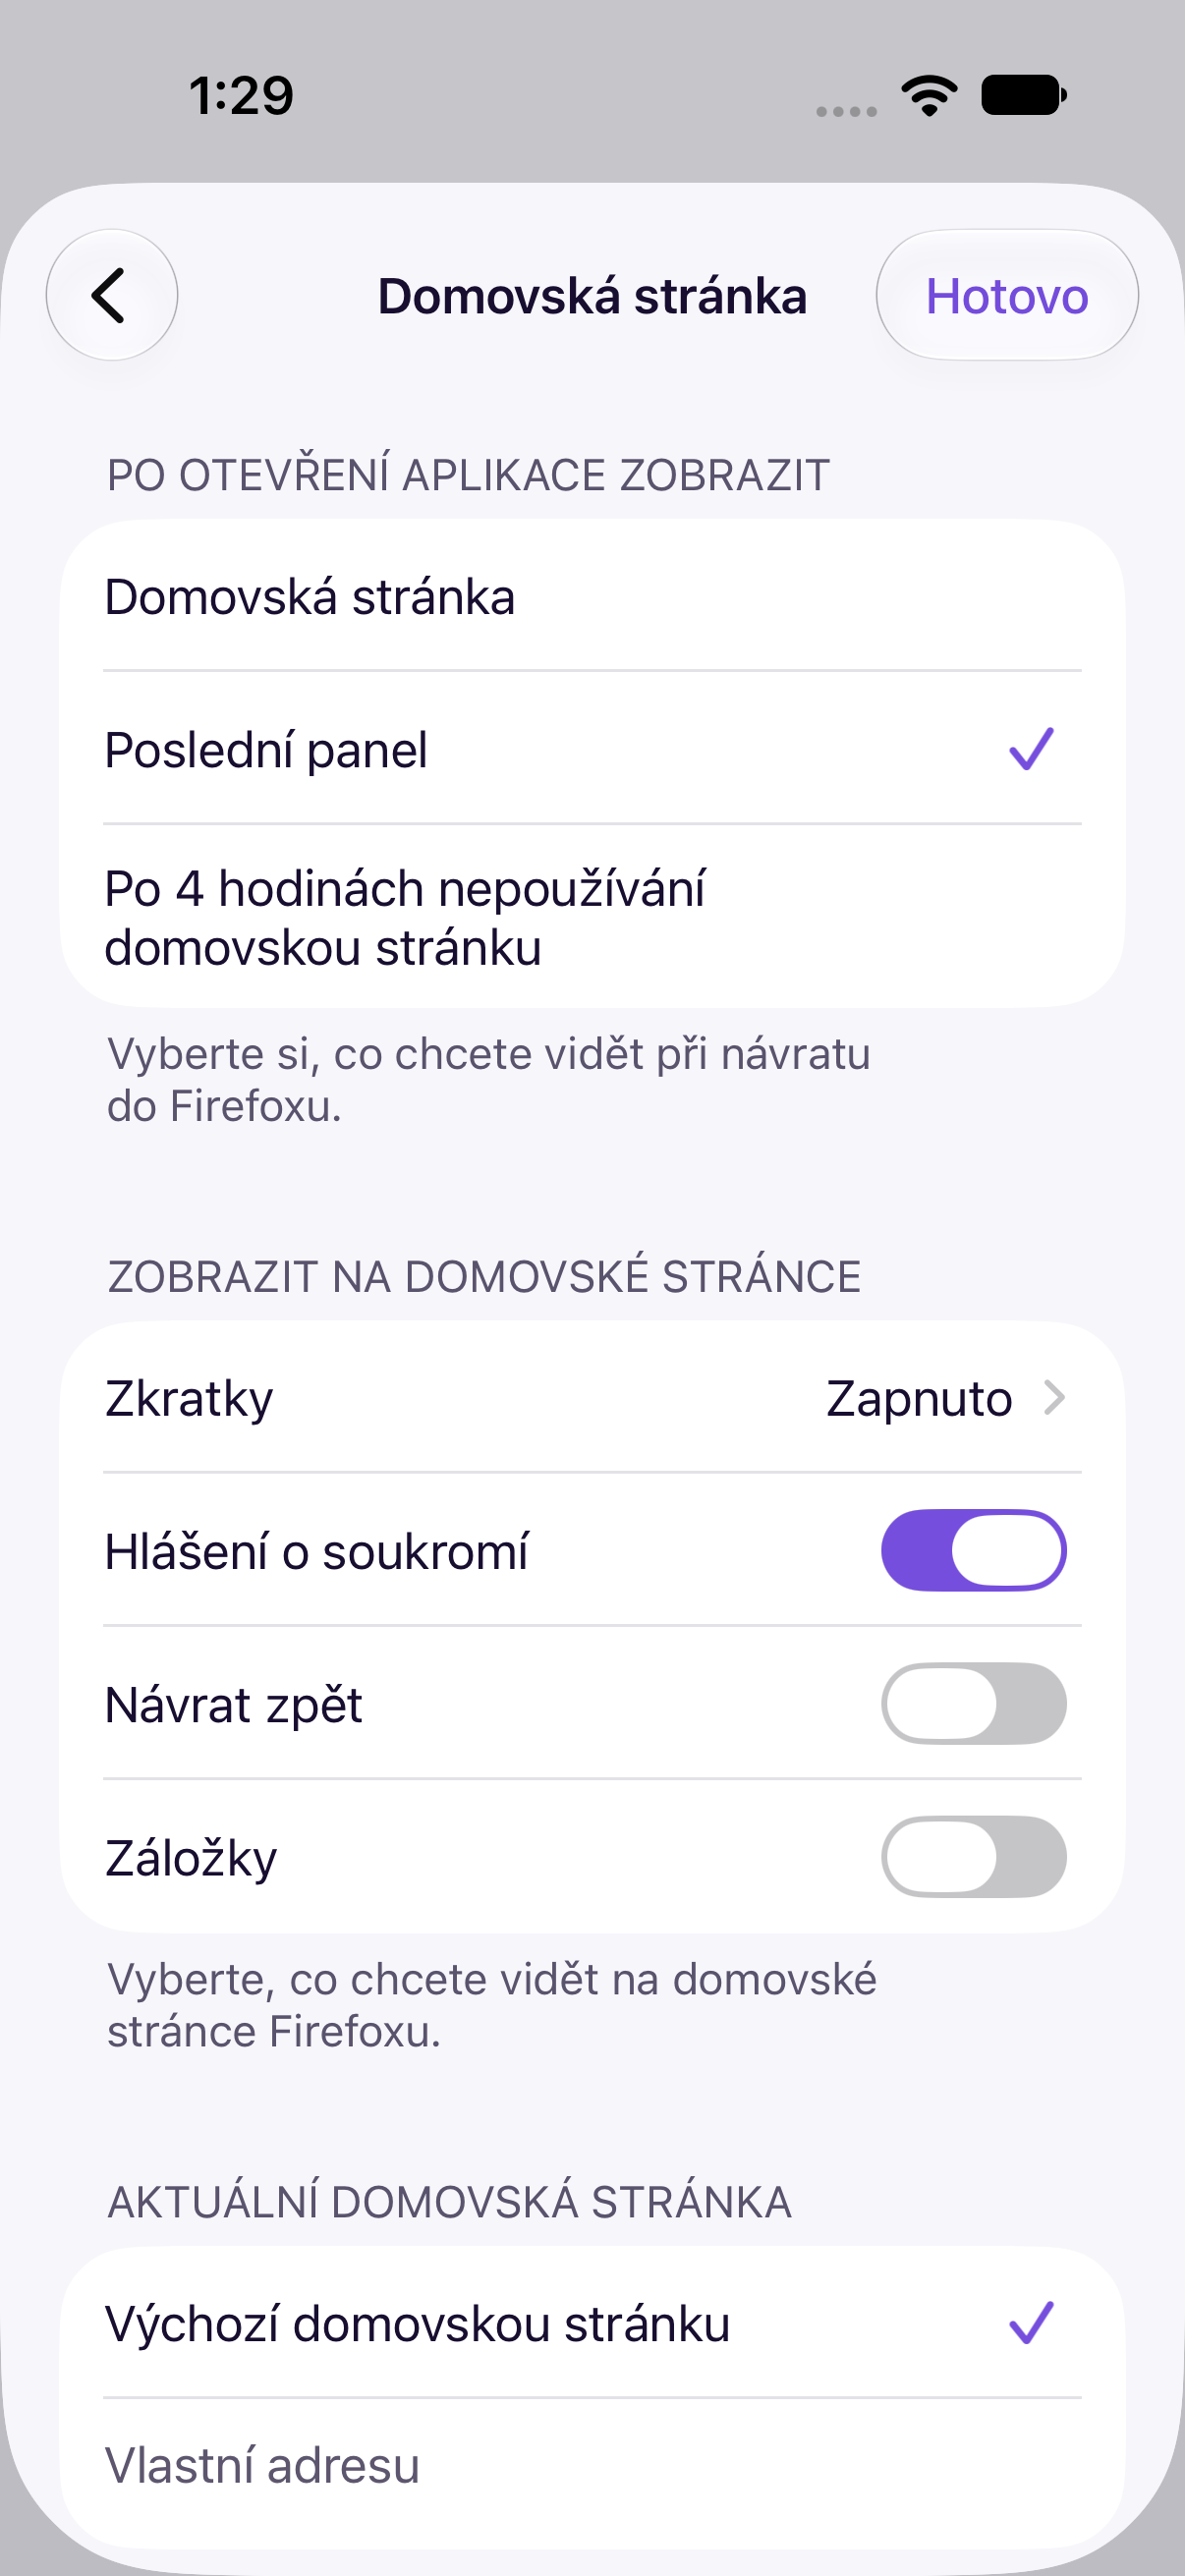 1:29
Domovská stránka
Hotovo
PO OTEVŘENÍ APLIKACE ZOBRAZIT
Domovská stránka
Poslední panel
Po 4 hodinách nepoužívání
domovskou stránku
Vyberte si, co chcete vidět při návratu
do Firefoxu.
ZOBRAZIT NA DOMOVSKÉ STRÁNCE
Zkratky
Zapnuto
Hlášení o soukromí
Návrat zpět
Záložky
Vyberte, co chcete vidět na domovské
stránce Firefoxu.
AKTUÁLNÍ DOMOVSKÁ STRÁNKA
Výchozí domovskou stránku
Vlastní adresu